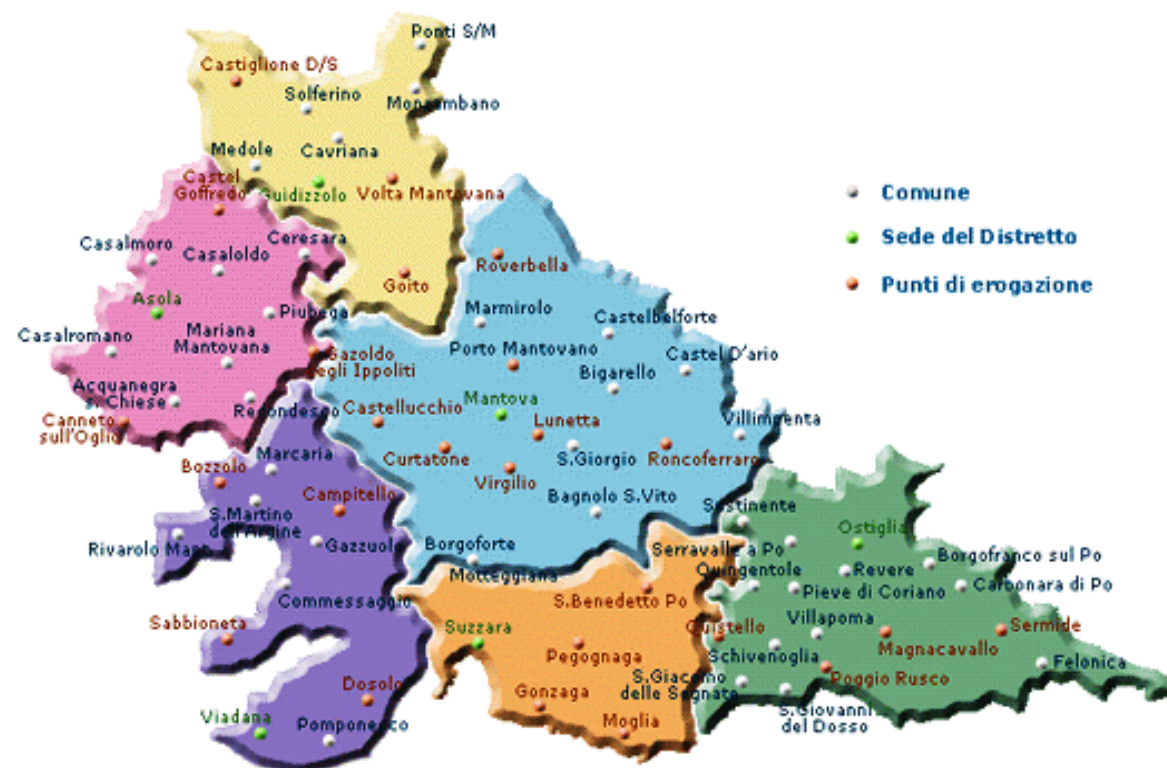 Ponti S/M
Castiglione D/S
Solferino
Monzambano
Medole
Cavriana
Castel
Goffredo
Guidizzolo
Volta Mantovana
Comune
Sede del Distretto
Punti di erogazione
Casalmoro
Ceresara
Casaloldo
Roverbella
Goito
Asola
Piubega
Marmirolo
Castelbelforte
Casalromano
Mariana
Mantovana
Gazoldo
degli Ippoliti
Porto Mantovano
Castel D'ario
Bigarello
Acquanegra
s. Chiese
Redondesco
Castellucchio
Mantova
Lunetta
Villimpenta
Canneto
sull'Oglio
Curtatone
S.Giorgio
Roncoferraro
Marcaria
Bozzolo
Virgilio
Campitello
Bagnolo S.Vito
S.Martino
dell'Argine
Sustinente
Ostiglia
Rivarolo Man
Gazzuolo
Borgoforte
Serravalle a Po
Borgofranco sul Po
Motteggiana
Quingentole
Revere
Pieve di Coriano
Carbonara di Po
Commessaggio
S.Benedetto Po
Villapoma
Sabbioneta
Suzzara
Quistello
Magnacavallo
Sermide
Pegognaga
Schivenoglia
Felonica
Dosolo
Gonzaga
S.Giacomo
delle Segnate
Poggio Rusco
Viadana
Pomponesco
Moglia
S.Giovanni
del Dosso